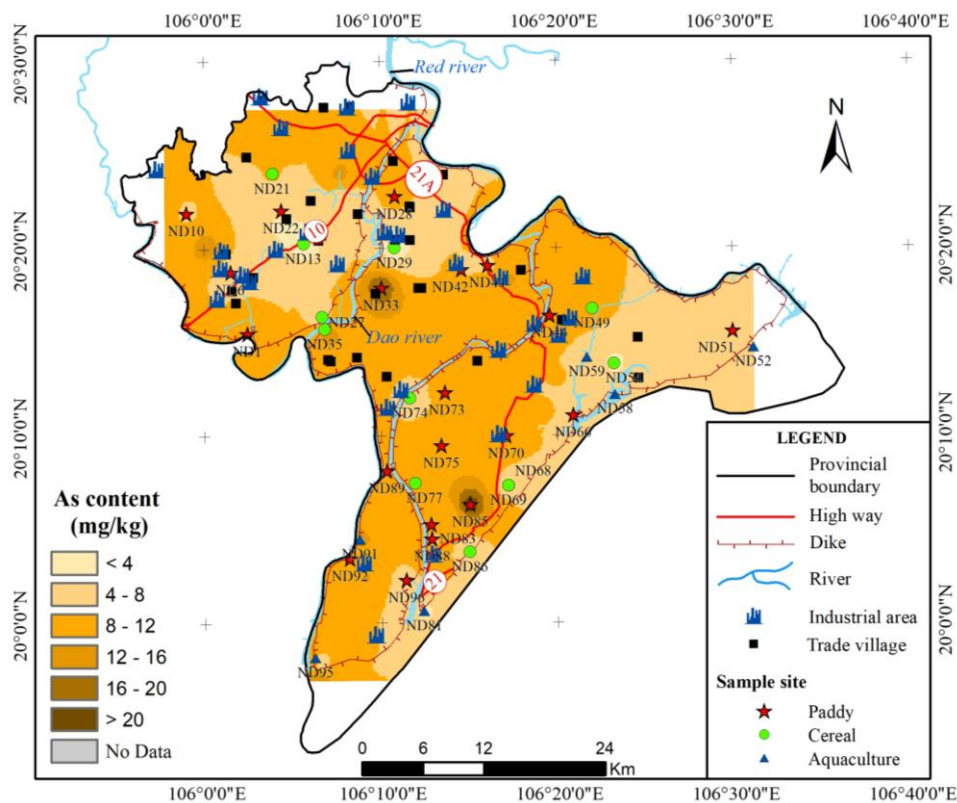 106°0'0"E 106°10'0"E 106°20'0"E 106°30'0"E 106°40'0"E
20°30'0"N
20°30'0"N
Red river
N
21A
ND21
ND10
ND22
ND28
10
20°20'0"N
ND13
ND29
20°20'0"N
ND42
ND33
ND27
ND49
ND35
Dao river
ND1
ND51
ND52
ND59
ND58
ND74
ND73
20°10'0"N
ND66
20°10'0"N
ND70
ND75
ND68
ND89
ND77
ND69
ND85
ND83
ND88
ND86
ND91
ND92
21
ND96
ND81
20°0'0"N
20°0'0"N
ND95
As content
(mg/kg)
< 4
4 - 8
8 - 12
12 - 16
16 - 20
> 20
No Data
0 6 12 24
Km
LEGEND
Provincial
boundary
High way
Dike
River
Industrial area
Trade village
Sample site
Paddy
Cereal
Aquaculture
106°0'0"E 106°10'0"E 106°20'0"E 106°30'0"E 106°40'0"E